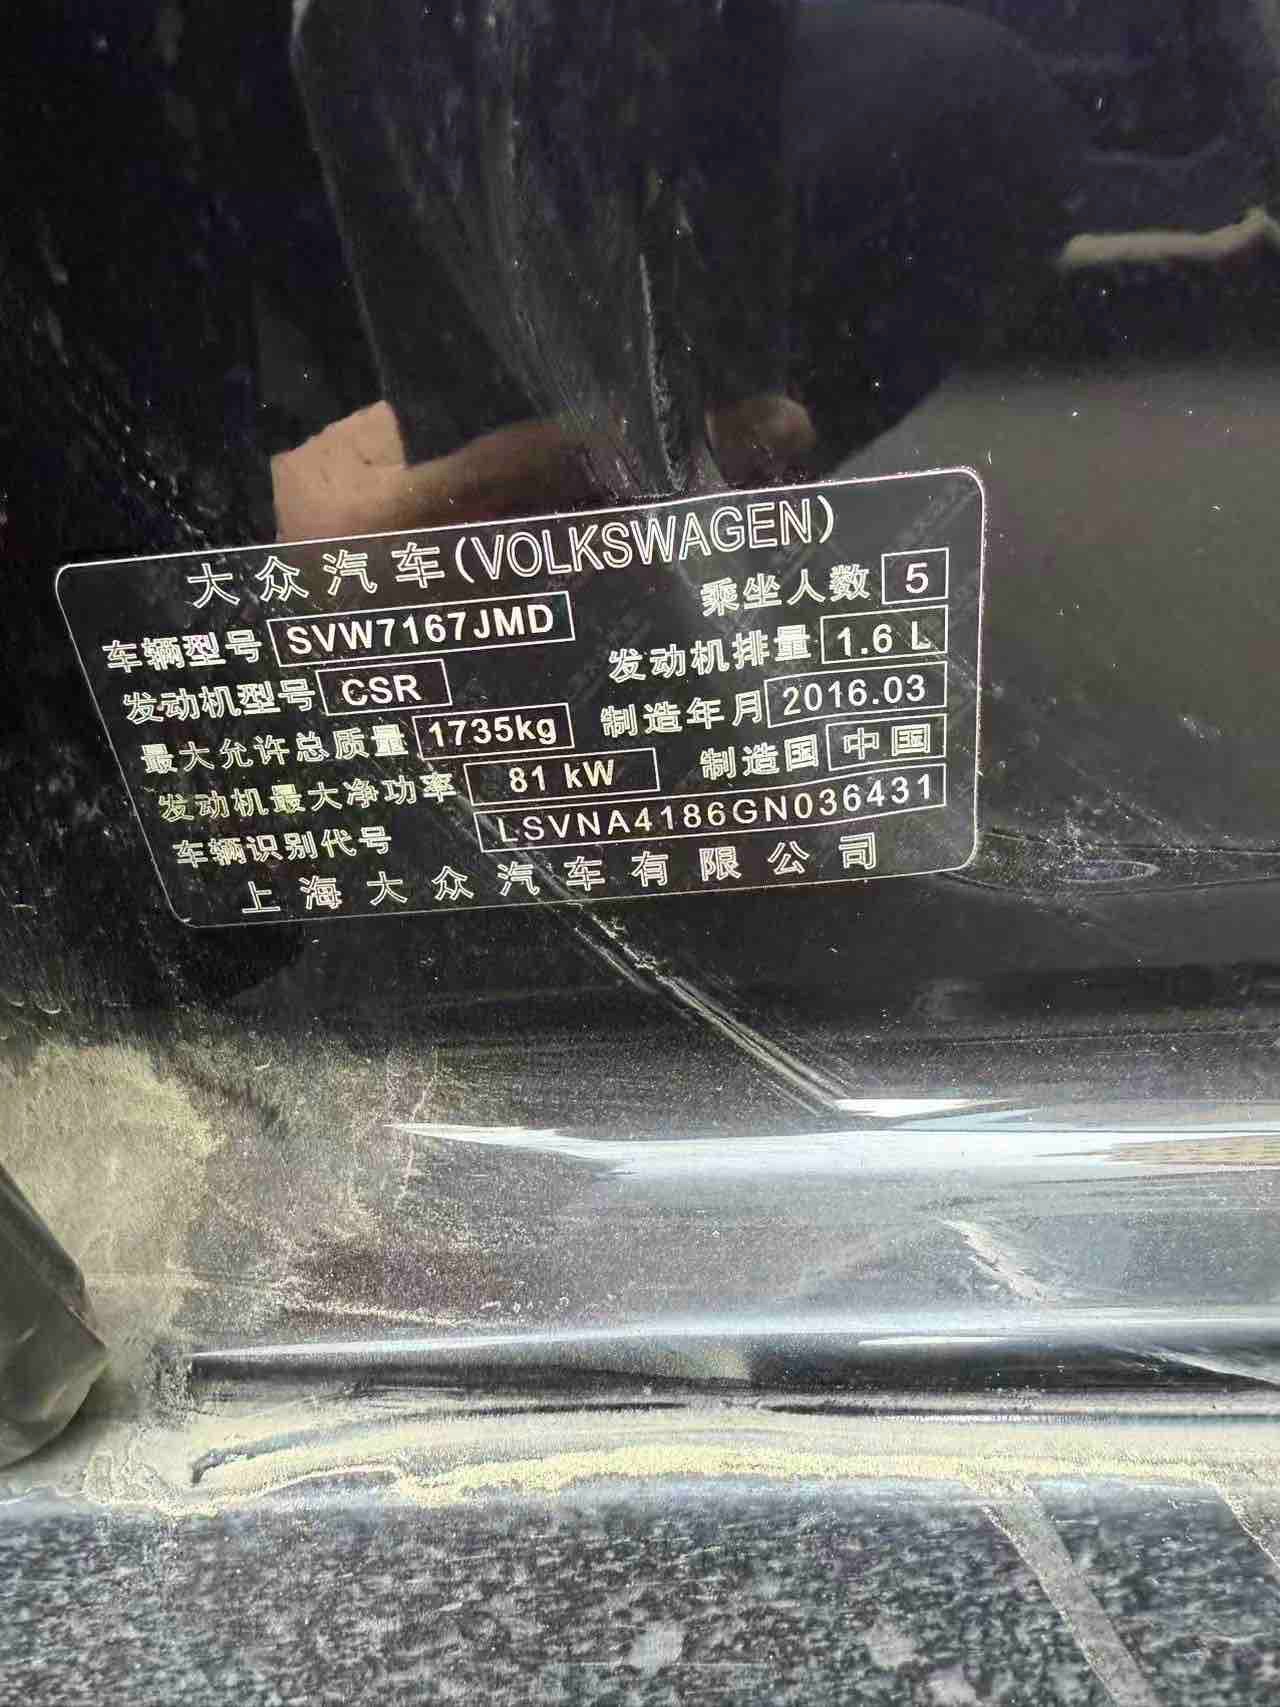 大众汽车(VOLKSWAGEN)
车辆型号 SVW7167JMD 乘坐人数 5
发动机型号 CSR 发动机排量 1.6 L
最大允许总质量 1735kg 制造年月 2016.03
发动机最大净功率 81 kW 制造国 中国
车辆识别代号 LSVNA4186GN036431
上海大众汽车有限公司